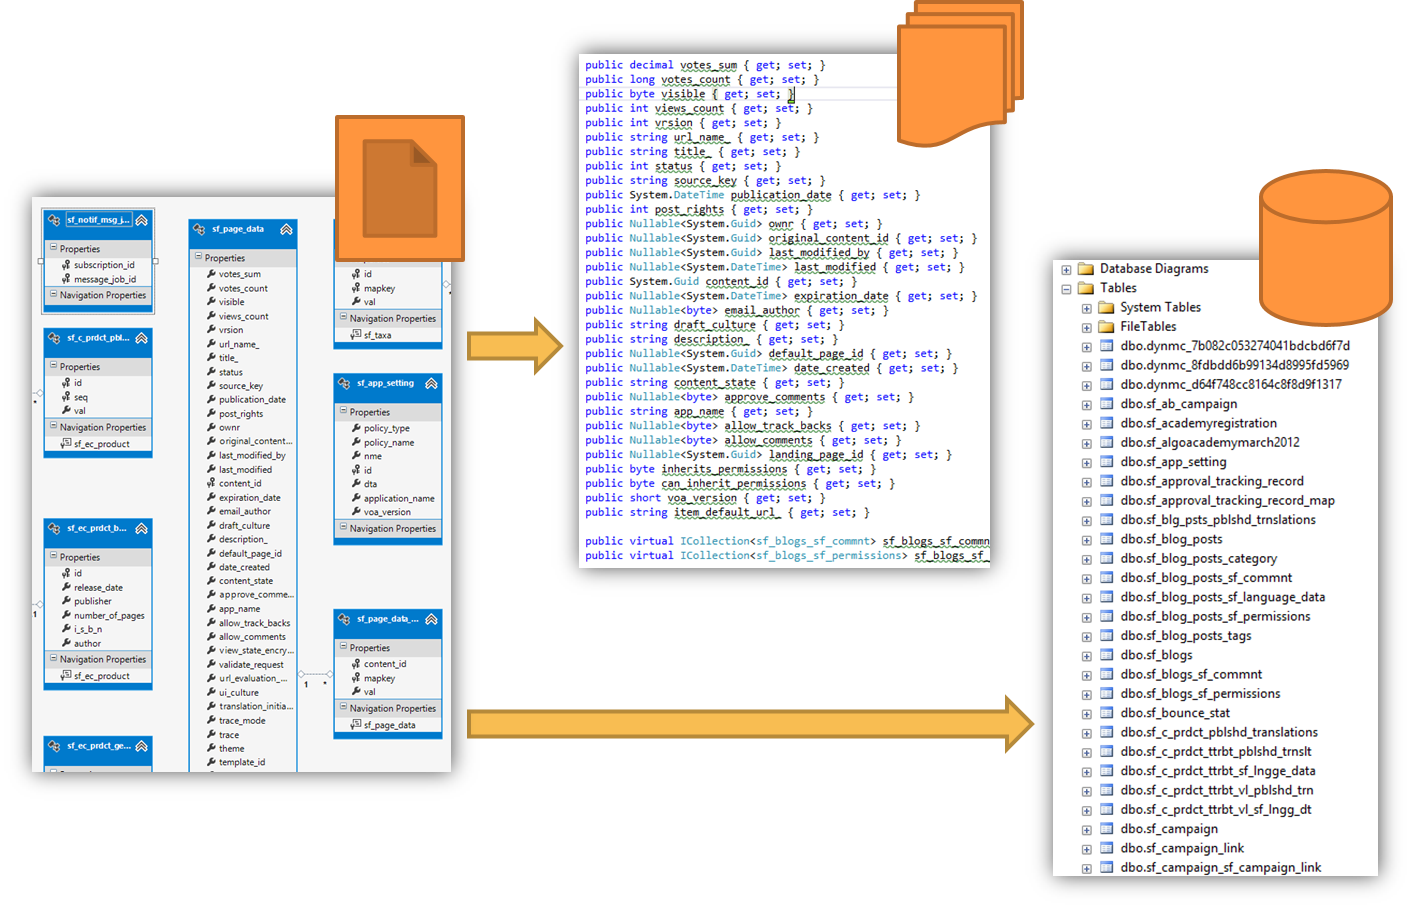 sf_notif_msg_j...
Properties
subscription_id
message_job_id
Navigation Properties
sf_c_prdct_pbl...
Properties
id
seq
val
Navigation Properties
sf_ec_product
*
sf_ec_prdct_b...
Properties
id
release_date
publisher
number_of_pages
i_s_b_n
author
Navigation Properties
sf_ec_product
1
sf_ec_prdct_ge...
sf_page_data
Properties
votes_sum
votes_count
visible
views_count
vrsion
url_name_
title_
status
source_key
publication_date
post_rights
ownr
original_content...
last_modified_by
last_modified
content_id
expiration_date
email_author
draft_culture
description_
default_page_id
date_created
content_state
approve_comme...
app_name
allow_track_backs
allow_comments
view_state_encry...
validate_request
url_evaluation_...
ui_culture
translation_initia...
trace_mode
trace
theme
template_id
id
mapkey
val
Navigation Properties
sf_taxa
sf_app_setting
Properties
policy_type
policy_name
nme
id
dta
application_name
voa_version
Navigation Properties
sf_page_data_...
Properties
content_id
mapkey
val
Navigation Properties
sf_page_data
1 *
public decimal votes_sum { get; set; }
public long votes_count { get; set; }
public byte visible { get; set; }
public int views_count { get; set; }
public int vrsion { get; set; }
public string url_name_ { get; set; }
public string title_ { get; set; }
public int status { get; set; }
public string source_key { get; set; }
public System.DateTime publication_date { get; set; }
public int post_rights { get; set; }
public Nullable<System.Guid> ownr { get; set; }
public Nullable<System.Guid> original_content_id { get; set; }
public Nullable<System.Guid> last_modified_by { get; set; }
public Nullable<System.DateTime> last_modified { get; set; }
public System.Guid content_id { get; set; }
public Nullable<System.DateTime> expiration_date { get; set; }
public Nullable<byte> email_author { get; set; }
public string draft_culture { get; set; }
public string description_ { get; set; }
public Nullable<System.Guid> default_page_id { get; set; }
public Nullable<System.DateTime> date_created { get; set; }
public string content_state { get; set; }
public Nullable<byte> approve_comments { get; set; }
public string app_name { get; set; }
public Nullable<byte> allow_track_backs { get; set; }
public Nullable<byte> allow_comments { get; set; }
public Nullable<System.Guid> landing_page_id { get; set; }
public byte inherits_permissions { get; set; }
public byte can_inherit_permissions { get; set; }
public short voa_version { get; set; }
public string item_default_url_ { get; set; }
public virtual ICollection<sf_blogs_sf_commnt> sf_blogs_sf_commn
public virtual ICollection<sf_blogs_sf_permissions> sf_blogs_sf_
Database Diagrams
Tables
System Tables
FileTables
dbo.dynmc_7b082c053274041bdcbd6f7d
dbo.dynmc_8fdbdd6b99134d8995fd5969
dbo.dynmc_d64f748cc8164c8f8d9f1317
dbo.sf_ab_campaign
dbo.sf_academyregistration
dbo.sf_algoacademymarch2012
dbo.sf_app_setting
dbo.sf_approval_tracking_record
dbo.sf_approval_tracking_record_map
dbo.sf_blg_psts_pblshd_trnslations
dbo.sf_blog_posts
dbo.sf_blog_posts_category
dbo.sf_blog_posts_sf_commnt
dbo.sf_blog_posts_sf_language_data
dbo.sf_blog_posts_sf_permissions
dbo.sf_blog_posts_tags
dbo.sf_blogs
dbo.sf_blogs_sf_commnt
dbo.sf_blogs_sf_permissions
dbo.sf_bounce_stat
dbo.sf_c_prdct_pblshd_translations
dbo.sf_c_prdct_ttrbt_pblshd_trnslt
dbo.sf_c_prdct_ttrbt_sf_lngge_data
dbo.sf_c_prdct_ttrbt_vl_pblshd_trn
dbo.sf_c_prdct_ttrbt_vl_sf_lngg_dt
dbo.sf_campaign
dbo.sf_campaign_link
dbo.sf_campaign_sf_campaign_link